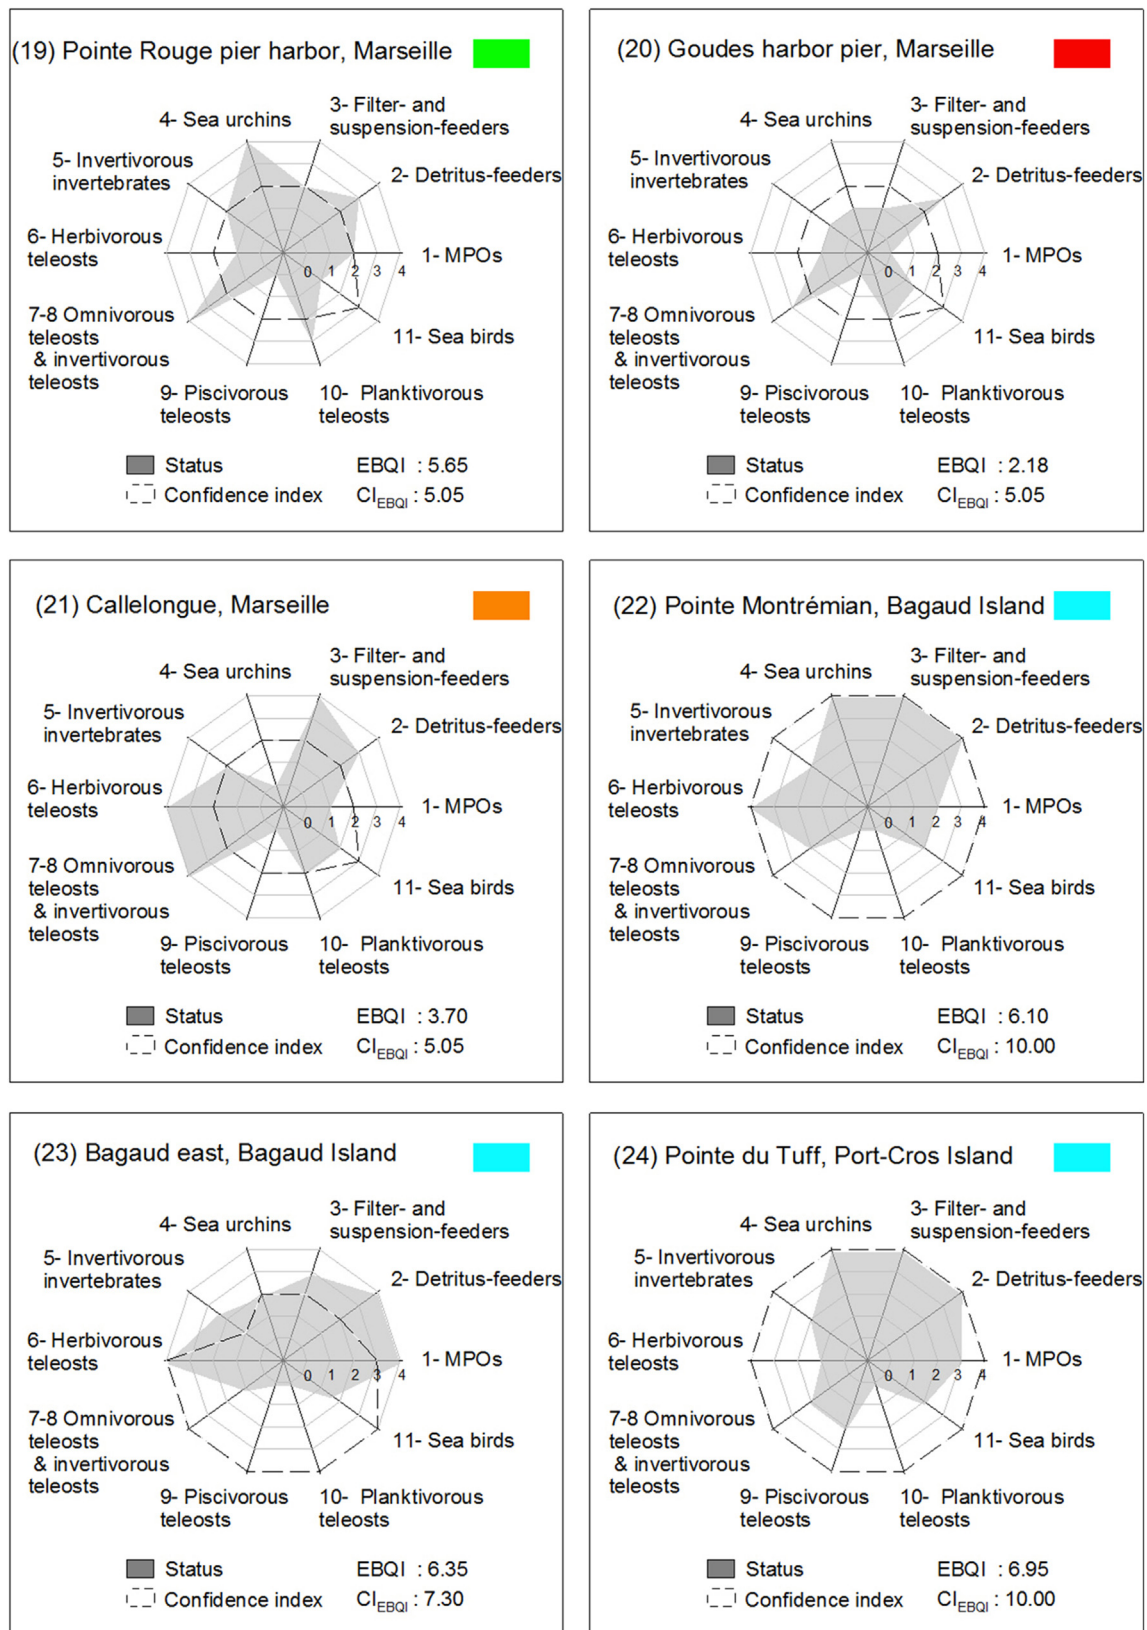 (19) Pointe Rouge pier harbor, Marseille
3- Filter- and
suspension-feeders
4- Sea urchins
5- Invertivorous
invertebrates
2- Detritus-feeders
6- Herbivorous
teleosts
1- MPOs
0 1 2 3 4
7-8 Omnivorous
teleosts
& invertivorous
teleosts
11- Sea birds
9- Piscivorous
teleosts
10- Planktivorous
teleosts
Status EBQI : 5.65
Confidence index CI_EBQI : 5.05
(20) Goudes harbor pier, Marseille
3- Filter- and
suspension-feeders
4- Sea urchins
5- Invertivorous
invertebrates
2- Detritus-feeders
6- Herbivorous
teleosts
1- MPOs
0 1 2 3 4
7-8 Omnivorous
teleosts
& invertivorous
teleosts
11- Sea birds
9- Piscivorous
teleosts
10- Planktivorous
teleosts
Status EBQI : 2.18
Confidence index CI_EBQI : 5.05
(21) Callelongue, Marseille
3- Filter- and
suspension-feeders
4- Sea urchins
5- Invertivorous
invertebrates
2- Detritus-feeders
6- Herbivorous
teleosts
1- MPOs
0 1 2 3 4
7-8 Omnivorous
teleosts
& invertivorous
teleosts
11- Sea birds
9- Piscivorous
teleosts
10- Planktivorous
teleosts
Status EBQI : 3.70
Confidence index CI_EBQI : 5.05
(22) Pointe Montrémian, Bagaud Island
3- Filter- and
suspension-feeders
4- Sea urchins
5- Invertivorous
invertebrates
2- Detritus-feeders
6- Herbivorous
teleosts
1- MPOs
0 1 2 3 4
7-8 Omnivorous
teleosts
& invertivorous
teleosts
11- Sea birds
9- Piscivorous
teleosts
10- Planktivorous
teleosts
Status EBQI : 6.10
Confidence index CI_EBQI : 10.00
(23) Bagaud east, Bagaud Island
3- Filter- and
suspension-feeders
4- Sea urchins
5- Invertivorous
invertebrates
2- Detritus-feeders
6- Herbivorous
teleosts
1- MPOs
0 1 2 3 4
7-8 Omnivorous
teleosts
& invertivorous
teleosts
11- Sea birds
9- Piscivorous
teleosts
10- Planktivorous
teleosts
Status EBQI : 6.35
Confidence index CI_EBQI : 7.30
(24) Pointe du Tuff, Port-Cros Island
3- Filter- and
suspension-feeders
4- Sea urchins
5- Invertivorous
invertebrates
2- Detritus-feeders
6- Herbivorous
teleosts
1- MPOs
0 1 2 3 4
7-8 Omnivorous
teleosts
& invertivorous
teleosts
11- Sea birds
9- Piscivorous
teleosts
10- Planktivorous
teleosts
Status EBQI : 6.95
Confidence index CI_EBQI : 10.00